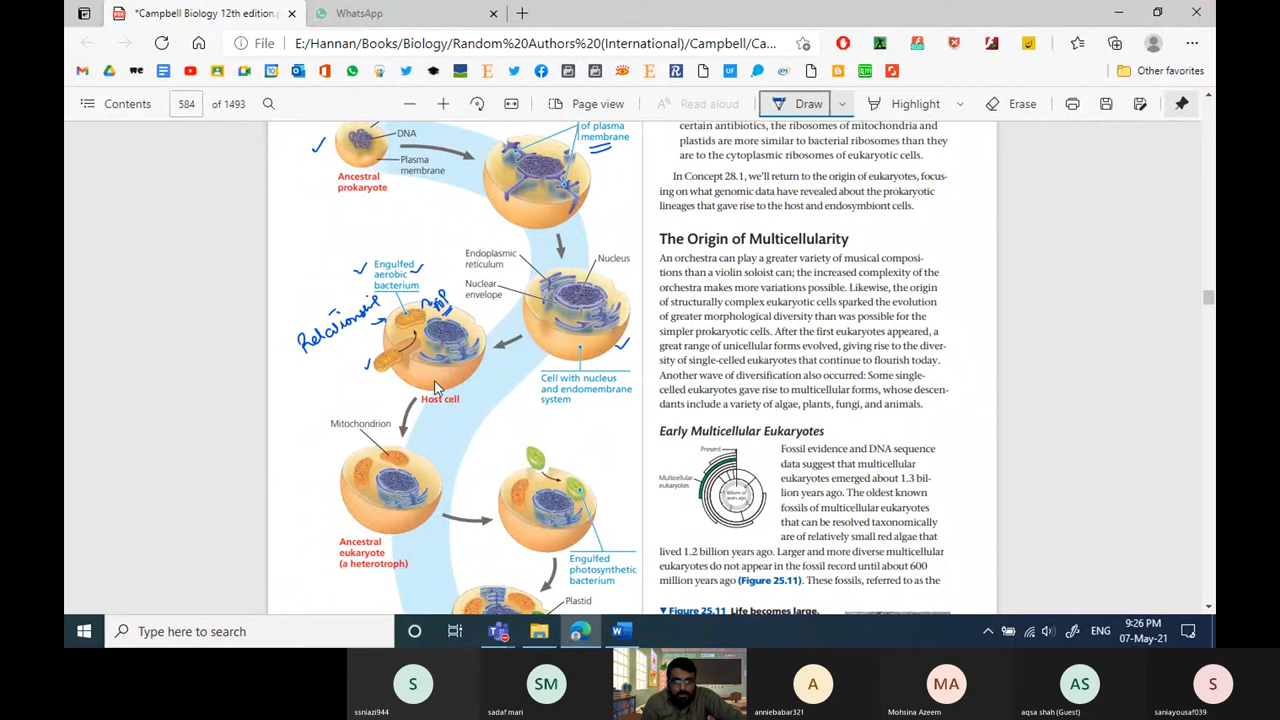 *Campbell Biology 12th edition.p
WhatsApp
File
E:/Hannan/Books/Biology/Random%20Authors%20(International)/Campbell/Ca...
Other favorites
Contents
584
of 1493
Page view
Read aloud
Draw
Highlight
Erase
DNA
Plasma
membrane
Ancestral
prokaryote
of plasma
membrane
Endoplasmic
reticulum
Nucleus
Nuclear
envelope
Engulfed
aerobic
bacterium
Relationship
Host cell
Cell with nucleus
and endomembrane
system
Mitochondrion
Ancestral
eukaryote
(a heterotroph)
Engulfed
photosynthetic
bacterium
Plastid
certain antibiotics, the ribosomes of mitochondria and
plastids are more similar to bacterial ribosomes than they
are to the cytoplasmic ribosomes of eukaryotic cells.
In Concept 28.1, we'll return to the origin of eukaryotes, focus-
ing on what genomic data have revealed about the prokaryotic
lineages that gave rise to the host and endosymbiont cells.
The Origin of Multicellularity
An orchestra can play a greater variety of musical composi-
tions than a violin soloist can; the increased complexity of the
orchestra makes more variations possible. Likewise, the origin
of structurally complex eukaryotic cells sparked the evolution
of greater morphological diversity than was possible for the
simpler prokaryotic cells. After the first eukaryotes appeared, a
great range of unicellular forms evolved, giving rise to the diver-
sity of single-celled eukaryotes that continue to flourish today.
Another wave of diversification also occurred: Some single-
celled eukaryotes gave rise to multicellular forms, whose descen-
dants include a variety of algae, plants, fungi, and animals.
Early Multicellular Eukaryotes
Present
Multicellular
eukaryotes
Billions of
years ago
Fossil evidence and DNA sequence
data suggest that multicellular
eukaryotes emerged about 1.3 bil-
lion years ago. The oldest known
fossils of multicellular eukaryotes
that can be resolved taxonomically
are of relatively small red algae that
lived 1.2 billion years ago. Larger and more diverse multicellular
eukaryotes do not appear in the fossil record until about 600
million years ago (Figure 25.11). These fossils, referred to as the
▼ Figure 25.11 Life becomes large.
Type here to search
ENG
9:26 PM
07-May-21
S
SM
A
MA
AS
S
ssniazi944
sadaf mari
anniebabar321
Mohsina Azeem
aqsa shah (Guest)
saniayousaf039